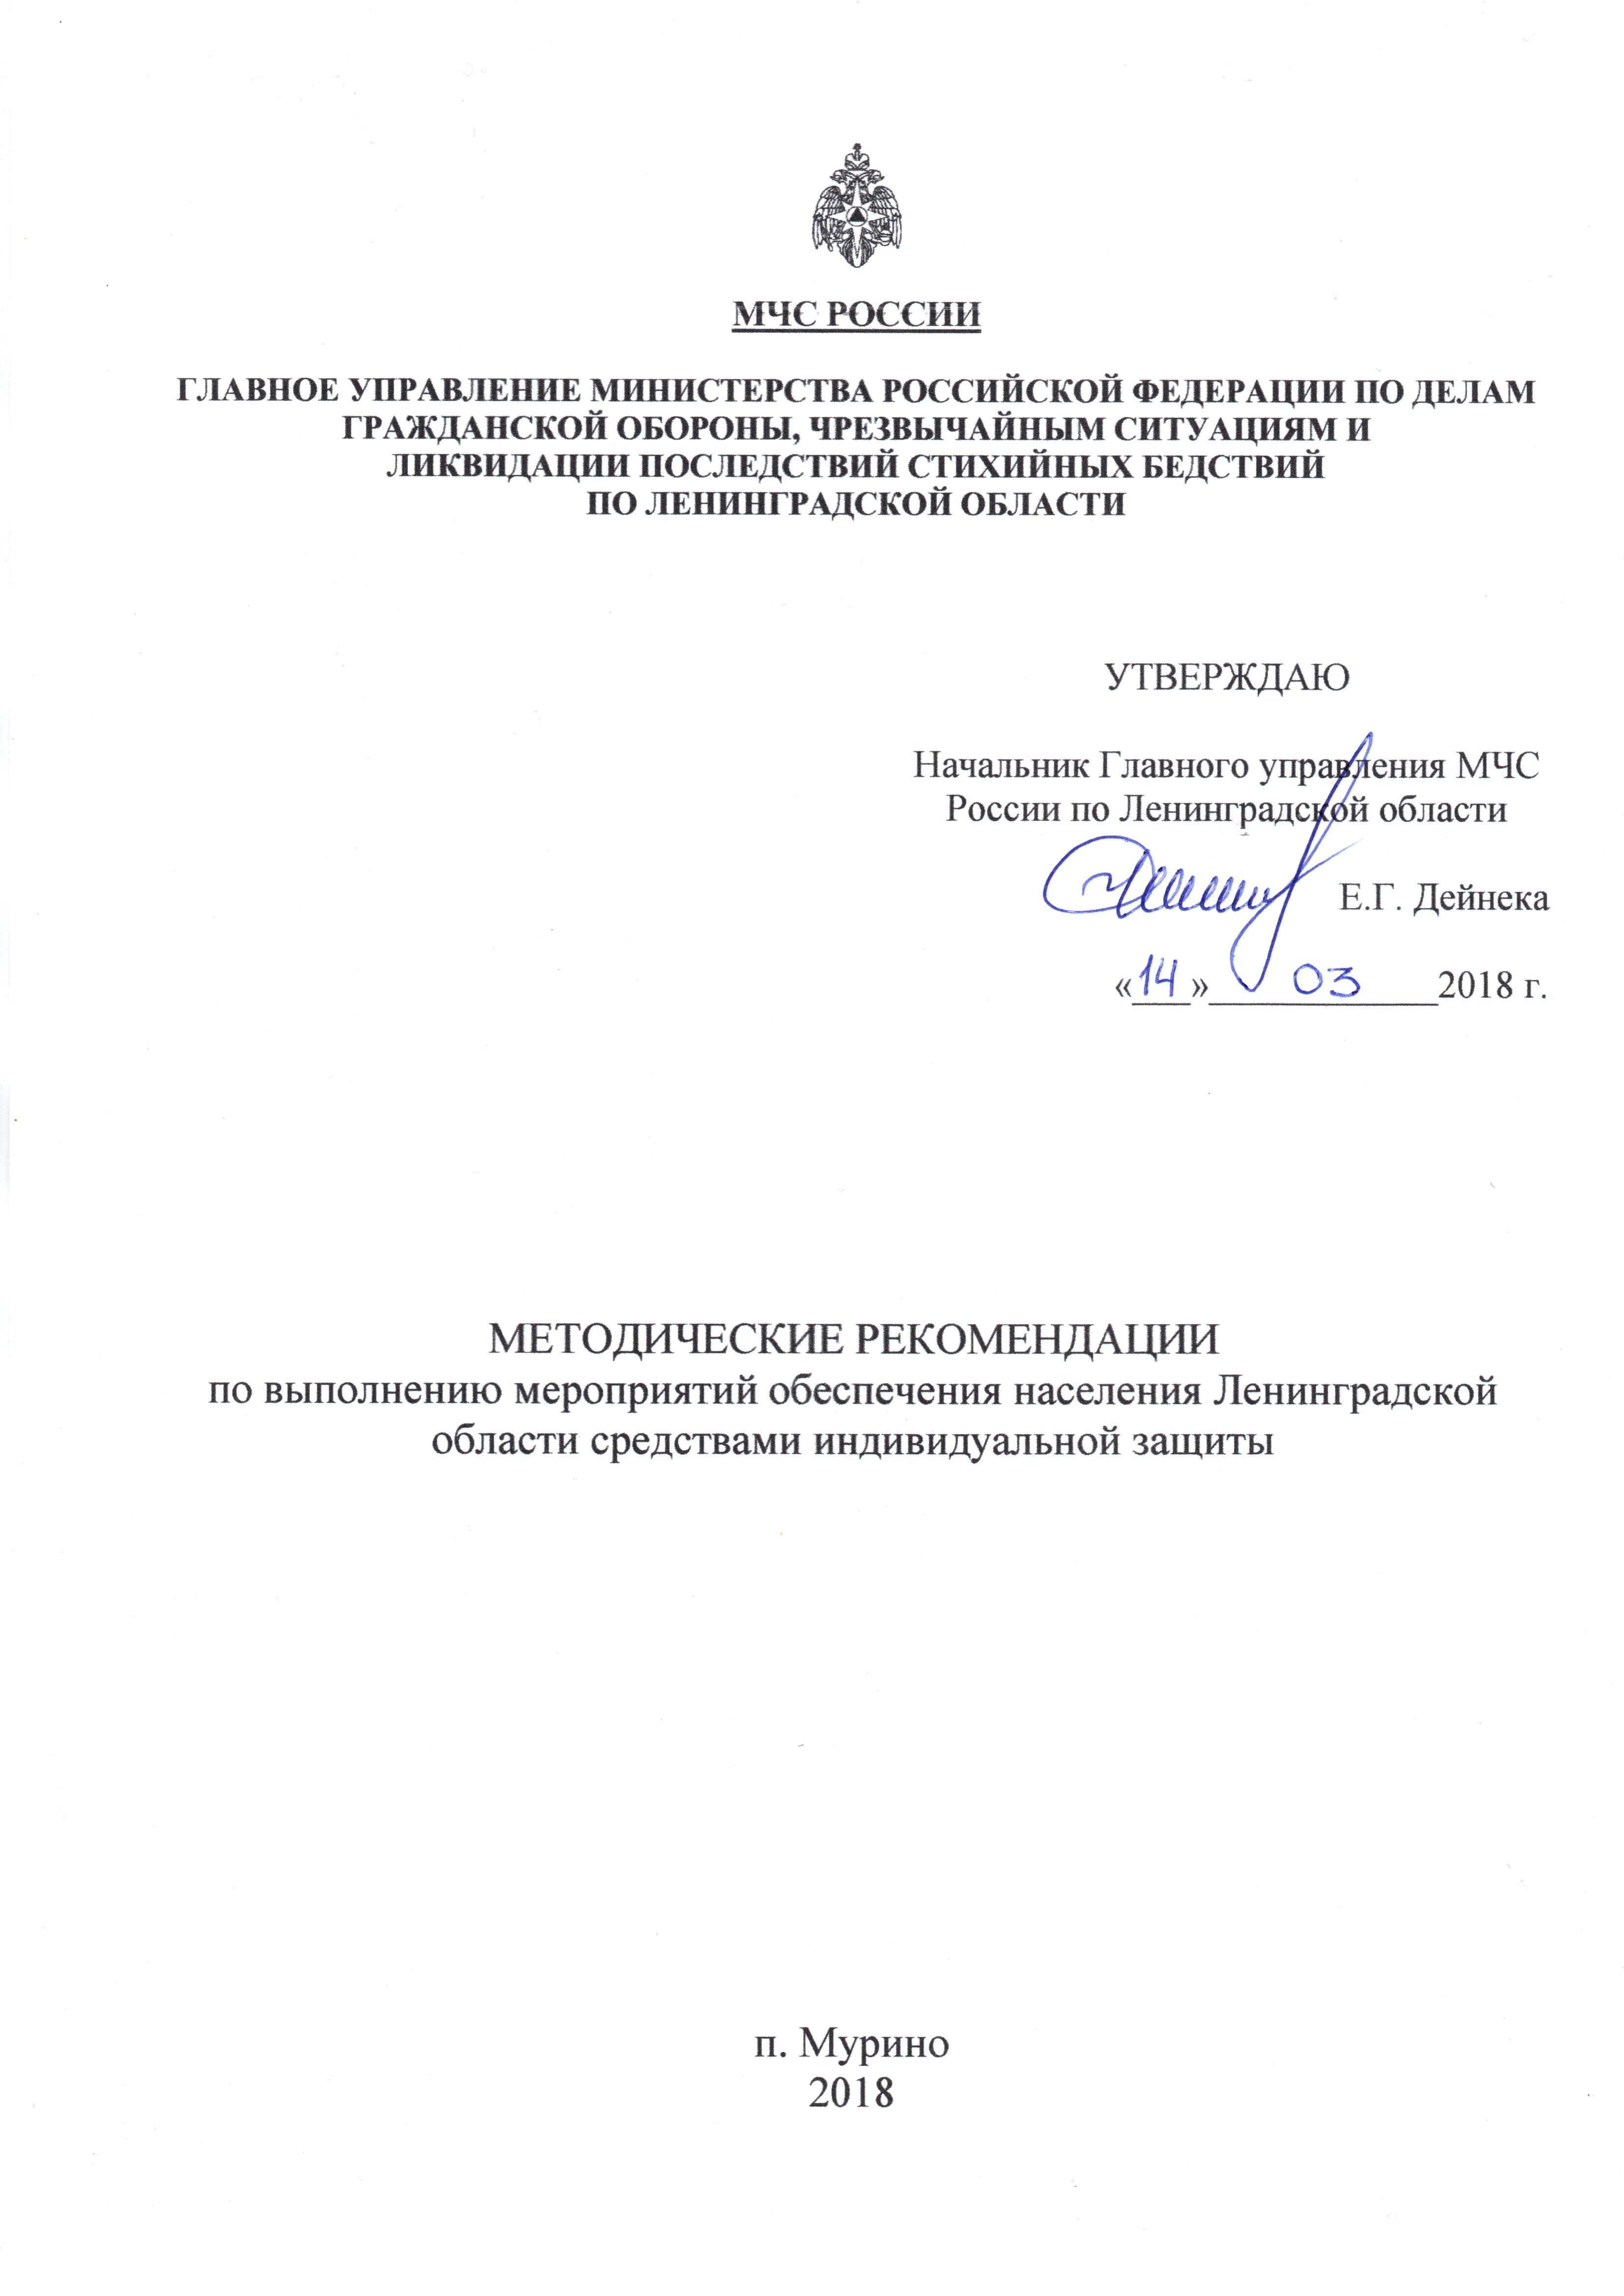 МЧС РОССИИ
ГЛАВНОЕ УПРАВЛЕНИЕ МИНИСТЕРСТВА РОССИЙСКОЙ ФЕДЕРАЦИИ ПО ДЕЛАМ
ГРАЖДАНСКОЙ ОБОРОНЫ, ЧРЕЗВЫЧАЙНЫМ СИТУАЦИЯМ И
ЛИКВИДАЦИИ ПОСЛЕДСТВИЙ СТИХИЙНЫХ БЕДСТВИЙ
ПО ЛЕНИНГРАДСКОЙ ОБЛАСТИ
УТВЕРЖДАЮ
Начальник Главного управления МЧС
России по Ленинградской области
Е.Г. Дейнека
«14» 03 2018 г.
МЕТОДИЧЕСКИЕ РЕКОМЕНДАЦИИ
по выполнению мероприятий обеспечения населения Ленинградской
области средствами индивидуальной защиты
п. Мурино
2018